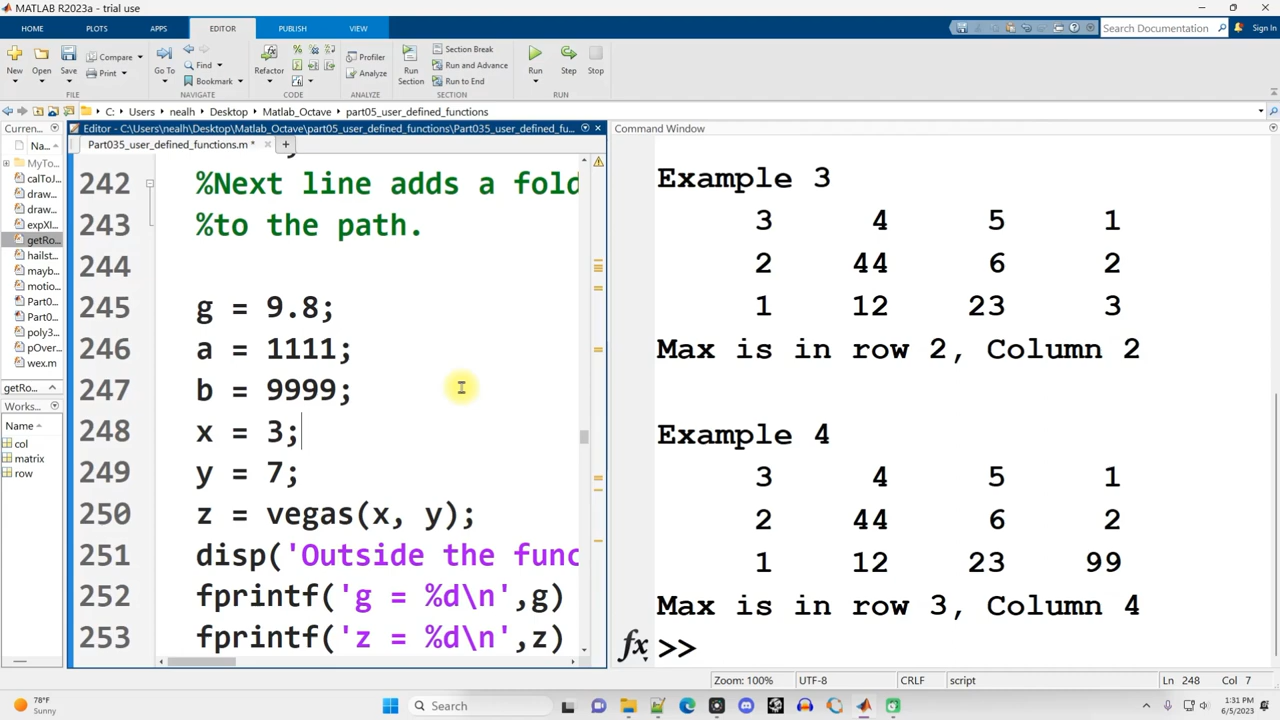 MATLAB R2023a - trial use
HOME PLOTS APPS EDITOR PUBLISH VIEW Search Documentation Sign In
New Open Save Compare Print Go To Find Bookmark Refactor Profiler Analyze Run Section Section Break Run and Advance Run to End Run Step Stop
FILE NAVIGATE CODE ANALYZE SECTION RUN
C: Users nealh Desktop Matlab_Octave part05_user_defined_functions
Curren... Editor - C:\Users\nealh\Desktop\Matlab_Octave\part05_user_defined_functions\Part035_user_defined_fu... Command Window
Na... Part035_user_defined_functions.m *
MyTo...
calToJ...
draw...
draw...
expXI...
getRo...
hailst...
mayb...
motio...
Part0...
Part0...
poly3...
pOver...
wex.m
getRo...
Works...
Name
col
matrix
row
242 %Next line adds a fold
243 %to the path.
244
245 g = 9.8;
246 a = 1111;
247 b = 9999;
248 x = 3;
249 y = 7;
250 z = vegas(x, y);
251 disp('Outside the func
252 fprintf('g = %d\n',g)
253 fprintf('z = %d\n',z)
Example 3
3 4 5 1
2 44 6 2
1 12 23 3
Max is in row 2, Column 2
Example 4
3 4 5 1
2 44 6 2
1 12 23 99
Max is in row 3, Column 4
fx >>
Zoom: 100% UTF-8 CRLF script Ln 248 Col 7
78°F
Sunny
Search
1:31 PM
6/5/2023